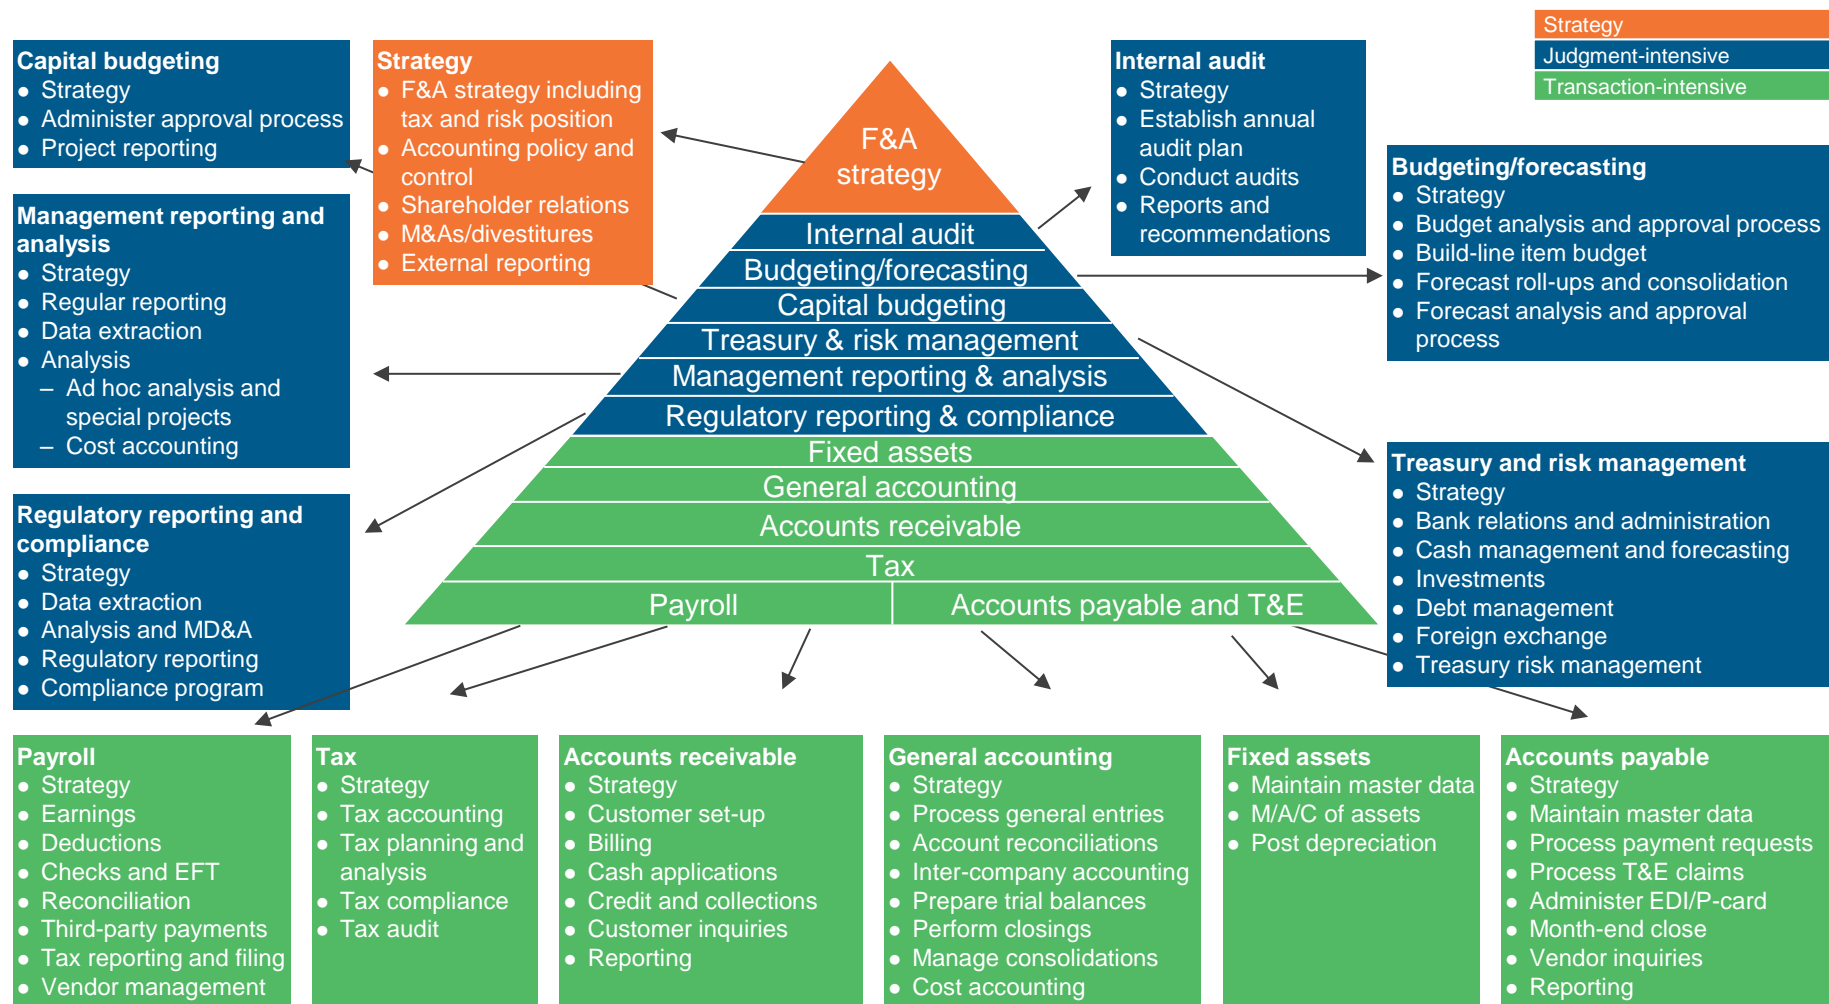 Strategy
Judgment-intensive
Transaction-intensive
Capital budgeting
● Strategy
● Administer approval process
● Project reporting
Strategy
● F&A strategy including
tax and risk position
● Accounting policy and
control
● Shareholder relations
● M&As/divestitures
● External reporting
Internal audit
● Strategy
● Establish annual
audit plan
● Conduct audits
● Reports and
recommendations
Budgeting/forecasting
● Strategy
● Budget analysis and approval process
● Build-line item budget
● Forecast roll-ups and consolidation
● Forecast analysis and approval
process
Management reporting and
analysis
● Strategy
● Regular reporting
● Data extraction
● Analysis
– Ad hoc analysis and
special projects
– Cost accounting
F&A
strategy
Internal audit
Budgeting/forecasting
Capital budgeting
Treasury & risk management
Management reporting & analysis
Regulatory reporting & compliance
Fixed assets
General accounting
Accounts receivable
Tax
Payroll
Accounts payable and T&E
Regulatory reporting and
compliance
● Strategy
● Data extraction
● Analysis and MD&A
● Regulatory reporting
● Compliance program
Treasury and risk management
● Strategy
● Bank relations and administration
● Cash management and forecasting
● Investments
● Debt management
● Foreign exchange
● Treasury risk management
Payroll
● Strategy
● Earnings
● Deductions
● Checks and EFT
● Reconciliation
● Third-party payments
● Tax reporting and filing
● Vendor management
Tax
● Strategy
● Tax accounting
● Tax planning and
analysis
● Tax compliance
● Tax audit
Accounts receivable
● Strategy
● Customer set-up
● Billing
● Cash applications
● Credit and collections
● Customer inquiries
● Reporting
General accounting
● Strategy
● Process general entries
● Account reconciliations
● Inter-company accounting
● Prepare trial balances
● Perform closings
● Manage consolidations
● Cost accounting
Fixed assets
● Maintain master data
● M/A/C of assets
● Post depreciation
Accounts payable
● Strategy
● Maintain master data
● Process payment requests
● Process T&E claims
● Administer EDI/P-card
● Month-end close
● Vendor inquiries
● Reporting